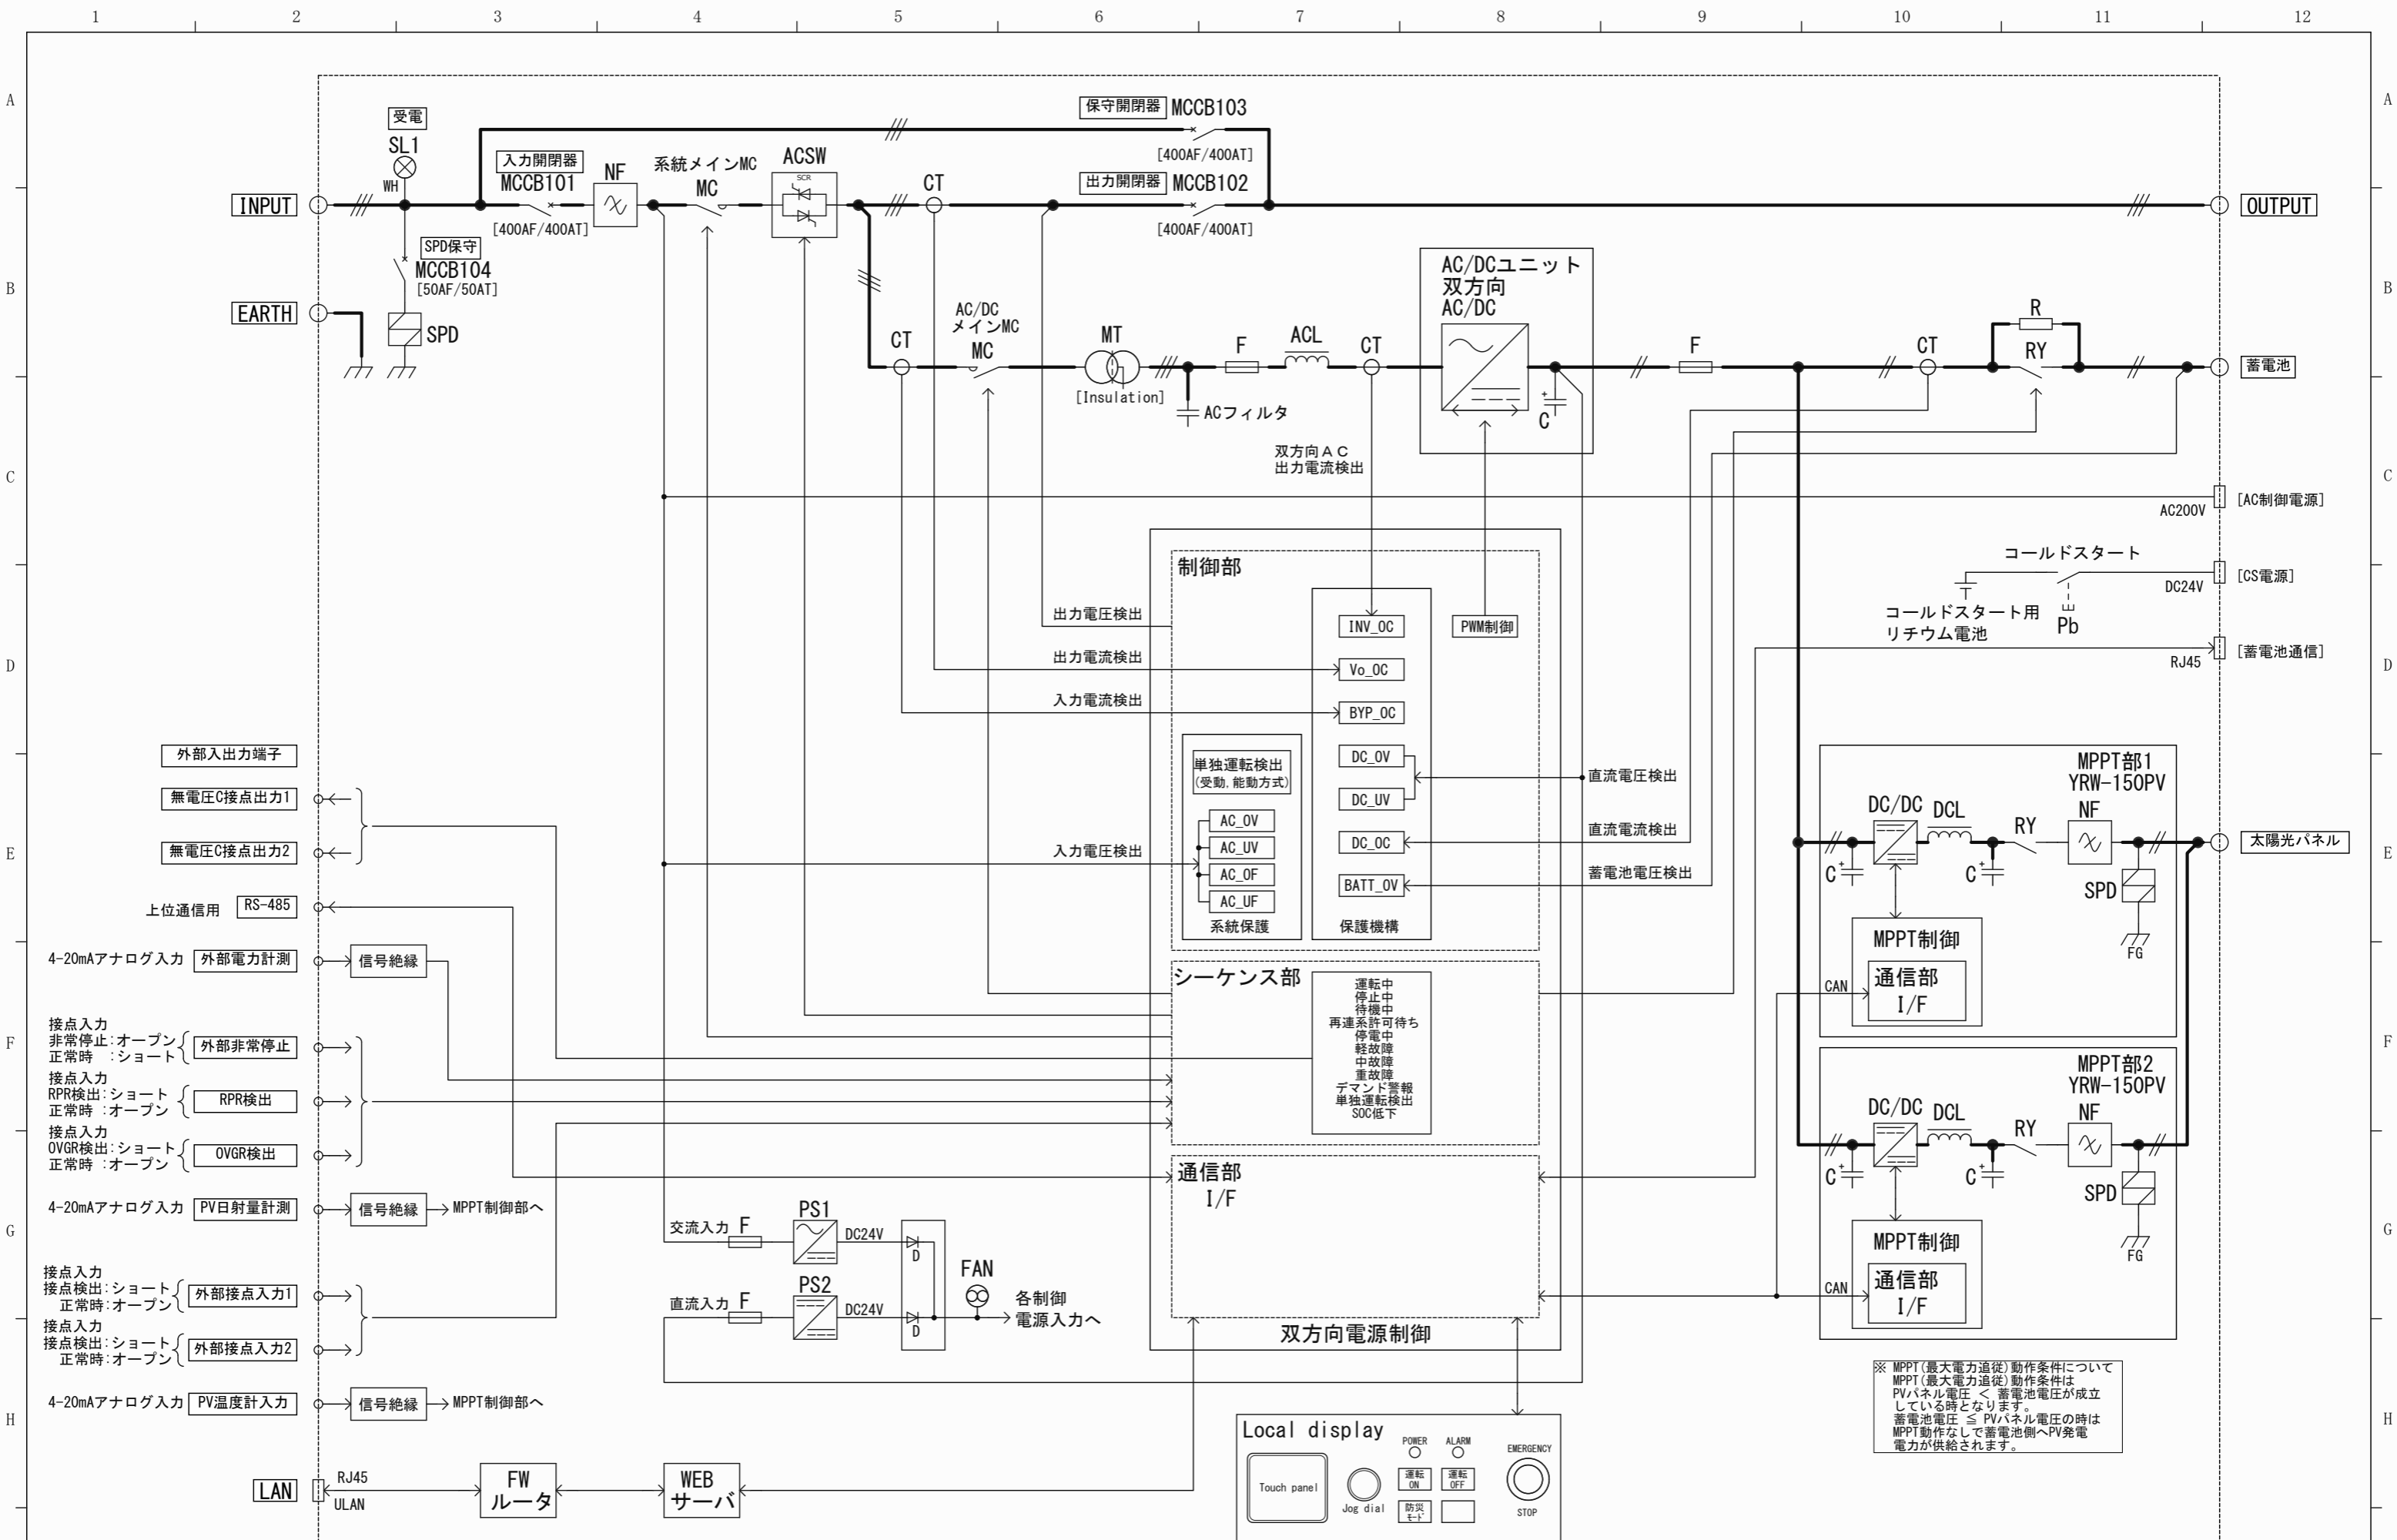 1 2 3 4 5 6 7 8 9 10 11 12
A A
保守開閉器 MCCB103
[400AF/400AT]
受電
SL1
WH
入力開閉器
MCCB101
[400AF/400AT]
NF
系統メインMC
MC
ACSW
SCR
CT
出力開閉器 MCCB102
[400AF/400AT]
INPUT
OUTPUT
SPD保守
MCCB104
[50AF/50AT]
SPD
B B
EARTH
CT
AC/DC
メインMC
MC
MT
[Insulation]
F
ACL
CT
ACフィルタ
AC/DCユニット
双方向
AC/DC
C
+
F
CT
R
RY
蓄電池
双方向AC
出力電流検出
C C
AC200V
[AC制御電源]
コールドスタート
DC24V
[CS電源]
コールドスタート用
リチウム電池
Pb
RJ45
[蓄電池通信]
制御部
出力電圧検出
INV_OC
PWM制御
D D
出力電流検出
Vo_OC
入力電流検出
BYP_OC
単独運転検出
(受動,能動方式)
DC_OV
DC_UV
直流電圧検出
AC_OV
AC_UV
AC_OF
AC_UF
系統保護
入力電圧検出
DC_OC
直流電流検出
BATT_OV
蓄電池電圧検出
保護機構
外部入出力端子
無電圧C接点出力1
無電圧C接点出力2
E E
上位通信用 RS-485
4-20mAアナログ入力 外部電力計測 信号絶縁
MPPT部1
YRW-150PV
DC/DC DCL RY NF
太陽光パネル
C
+
C
+
SPD
FG
MPPT制御
通信部
I/F
CAN
シーケンス部
運転中
停止中
待機中
再連系許可待ち
停電中
軽故障
中故障
重故障
デマンド警報
単独運転検出
SOC低下
F F
接点入力
非常停止:オープン
正常時 :ショート
外部非常停止
接点入力
RPR検出:ショート
正常時 :オープン
RPR検出
接点入力
OVGR検出:ショート
正常時 :オープン
OVGR検出
MPPT部2
YRW-150PV
DC/DC DCL RY NF
C
+
C
+
SPD
FG
MPPT制御
通信部
I/F
CAN
通信部
I/F
双方向電源制御
G G
4-20mAアナログ入力 PV日射量計測 信号絶縁 MPPT制御部へ
交流入力 F PS1 DC24V D
直流入力 F PS2 DC24V D
FAN
各制御
電源入力へ
接点入力
接点検出:ショート
正常時:オープン
外部接点入力1
接点入力
接点検出:ショート
正常時:オープン
外部接点入力2
H H
4-20mAアナログ入力 PV温度計入力 信号絶縁 MPPT制御部へ
※ MPPT(最大電力追従)動作条件について
MPPT(最大電力追従)動作条件は
PVパネル電圧 < 蓄電池電圧が成立
している時となります。
蓄電池電圧 ≦ PVパネル電圧の時は
MPPT動作なしで蓄電池側へPV発電
電力が供給されます。
LAN
RJ45
ULAN
FW
ルータ
WEB
サーバ
Local display
Touch panel
Jog dial
POWER
ALARM
運転
ON
運転
OFF
防災
モード
EMERGENCY
STOP